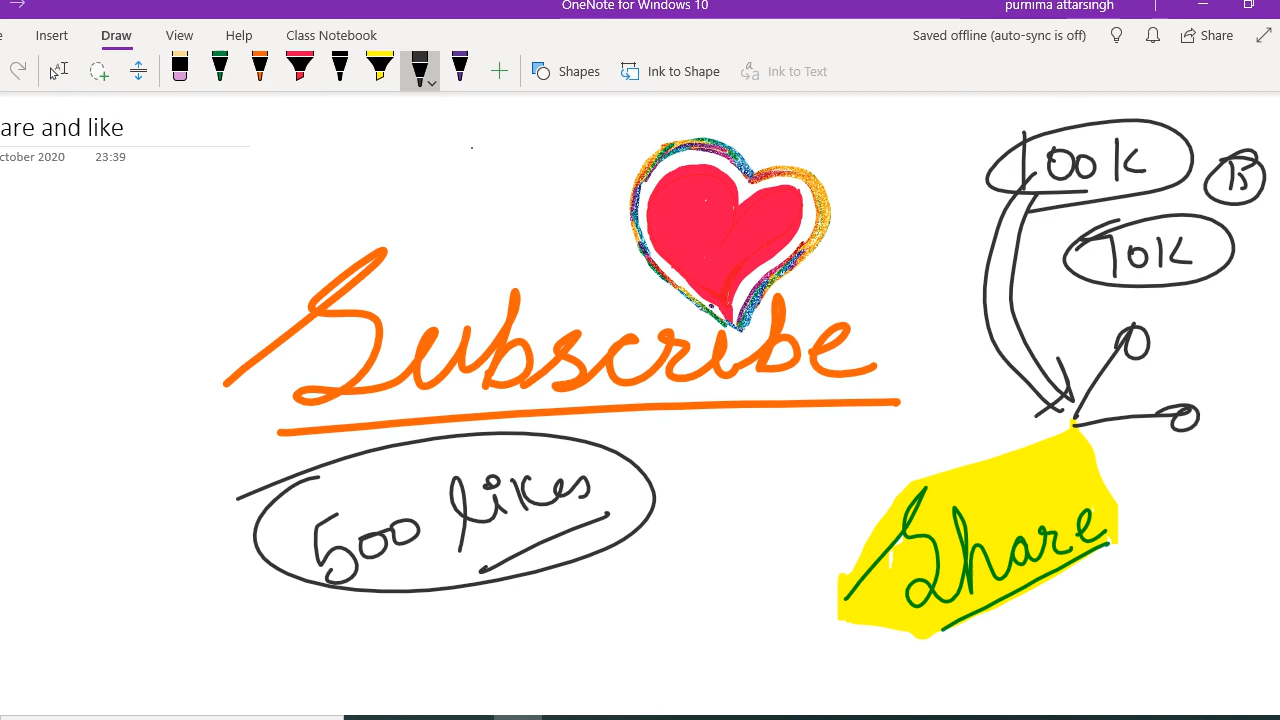 OneNote for Windows 10
purnima attarsingh
Insert Draw View Help Class Notebook
Saved offline (auto-sync is off)
Share
Shapes
Ink to Shape
Ink to Text
are and like
ctober 2020 23:39
100K
B
10K
Subscribe
500 likes
Share